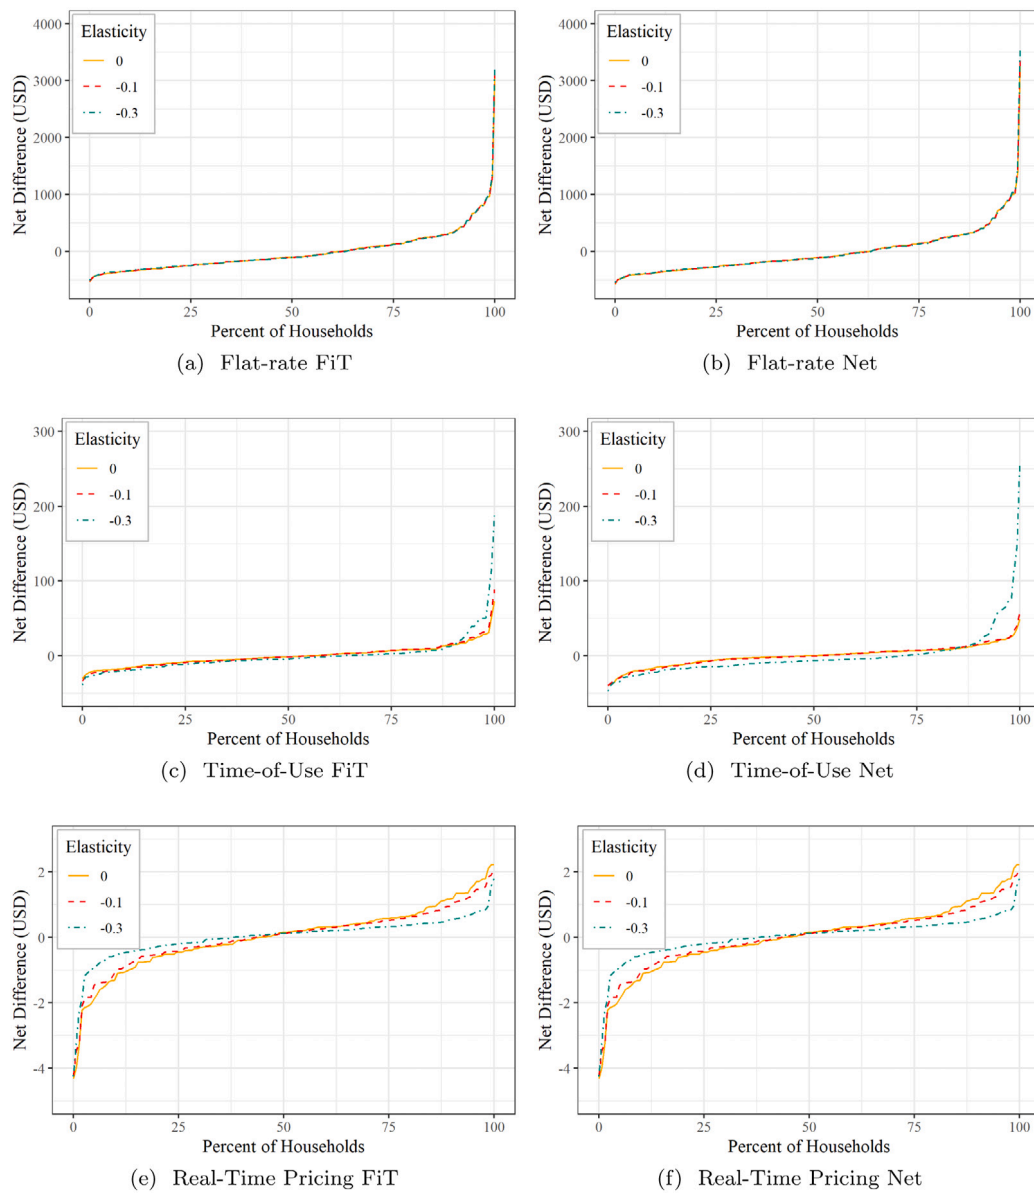 Elasticity
0
-0.1
-0.3
4000
3000
2000
1000
0
Net Difference (USD)
0 25 50 75 100
Percent of Households
(a) Flat-rate FiT
Elasticity
0
-0.1
-0.3
4000
3000
2000
1000
0
Net Difference (USD)
0 25 50 75 100
Percent of Households
(b) Flat-rate Net
Elasticity
0
-0.1
-0.3
300
200
100
0
Net Difference (USD)
0 25 50 75 100
Percent of Households
(c) Time-of-Use FiT
Elasticity
0
-0.1
-0.3
300
200
100
0
Net Difference (USD)
0 25 50 75 100
Percent of Households
(d) Time-of-Use Net
Elasticity
0
-0.1
-0.3
2
0
-2
-4
Net Difference (USD)
0 25 50 75 100
Percent of Households
(e) Real-Time Pricing FiT
Elasticity
0
-0.1
-0.3
2
0
-2
-4
Net Difference (USD)
0 25 50 75 100
Percent of Households
(f) Real-Time Pricing Net